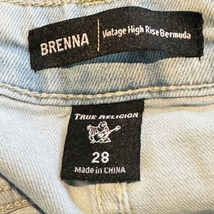 BRENNA | Vintage High Rise Bermuda
TRUE RELIGION
28
MADE IN CHINA